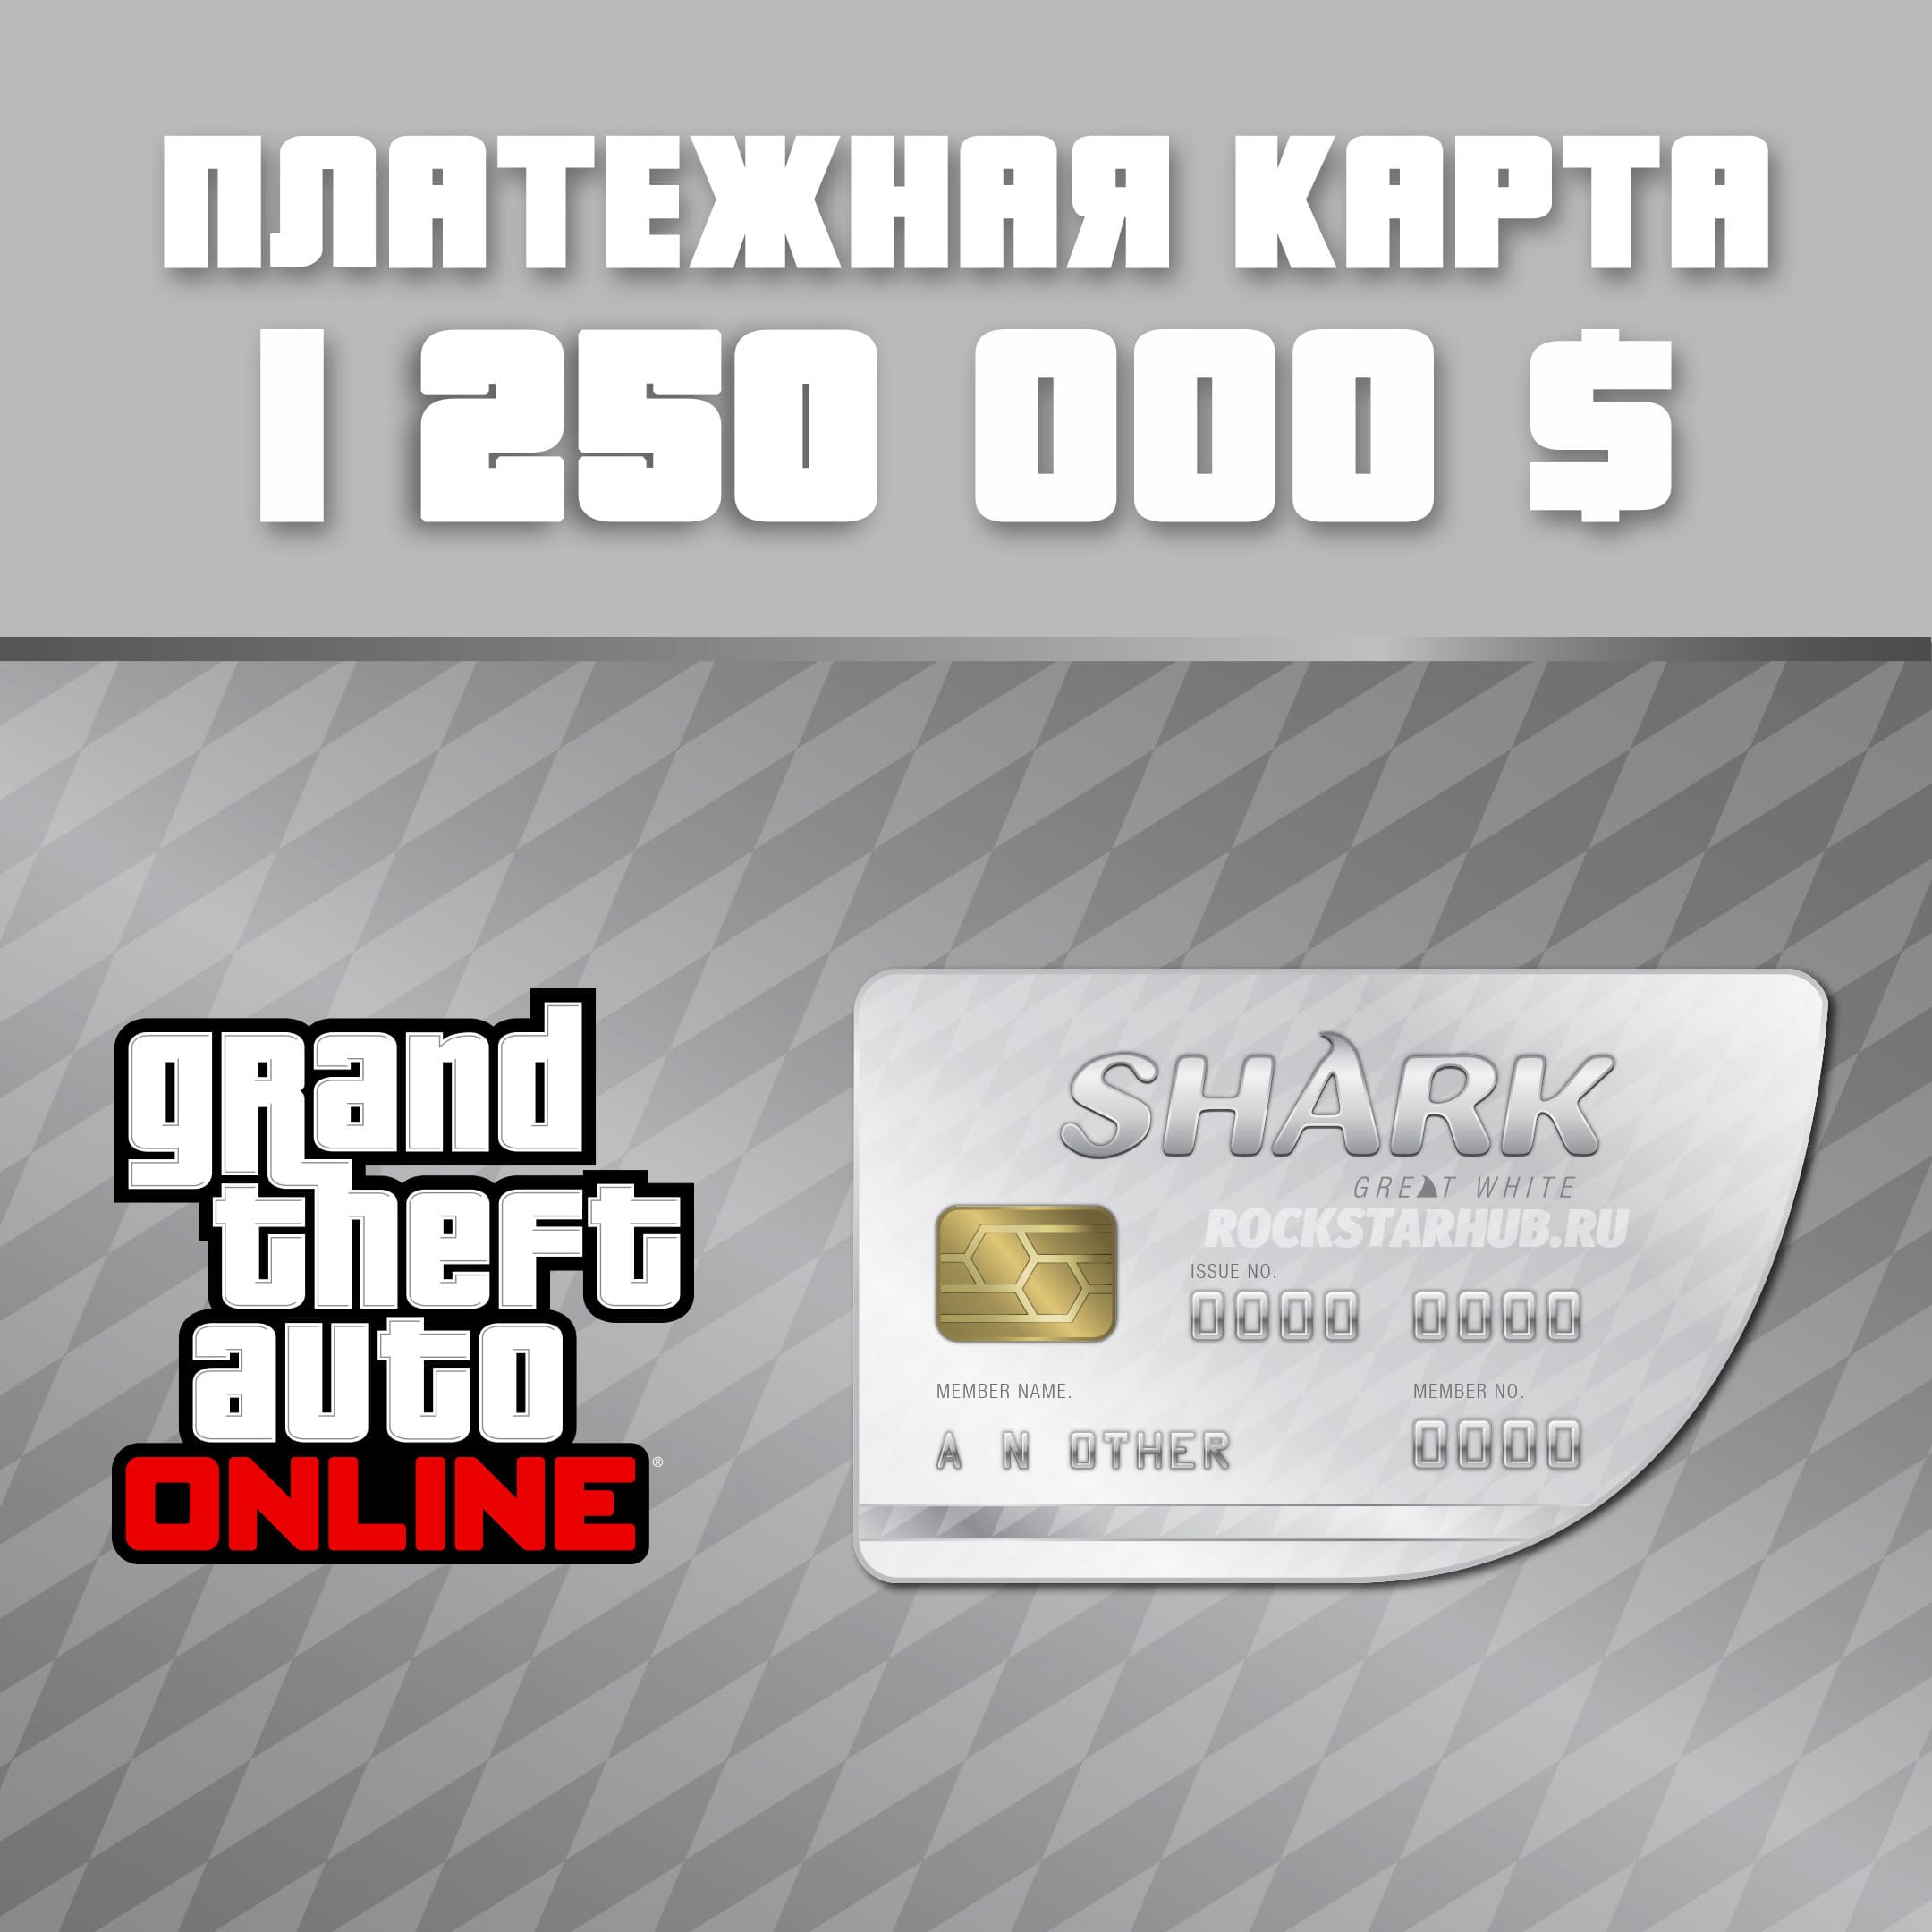 ПЛАТЕЖНАЯ КАРТА
1 250 000 $
grand
theft
auto
ONLINE®
SHARK
GREAT WHITE
ROCKSTARHUB.RU
ISSUE NO.
0000 0000
MEMBER NAME. MEMBER NO.
A N OTHER 0000